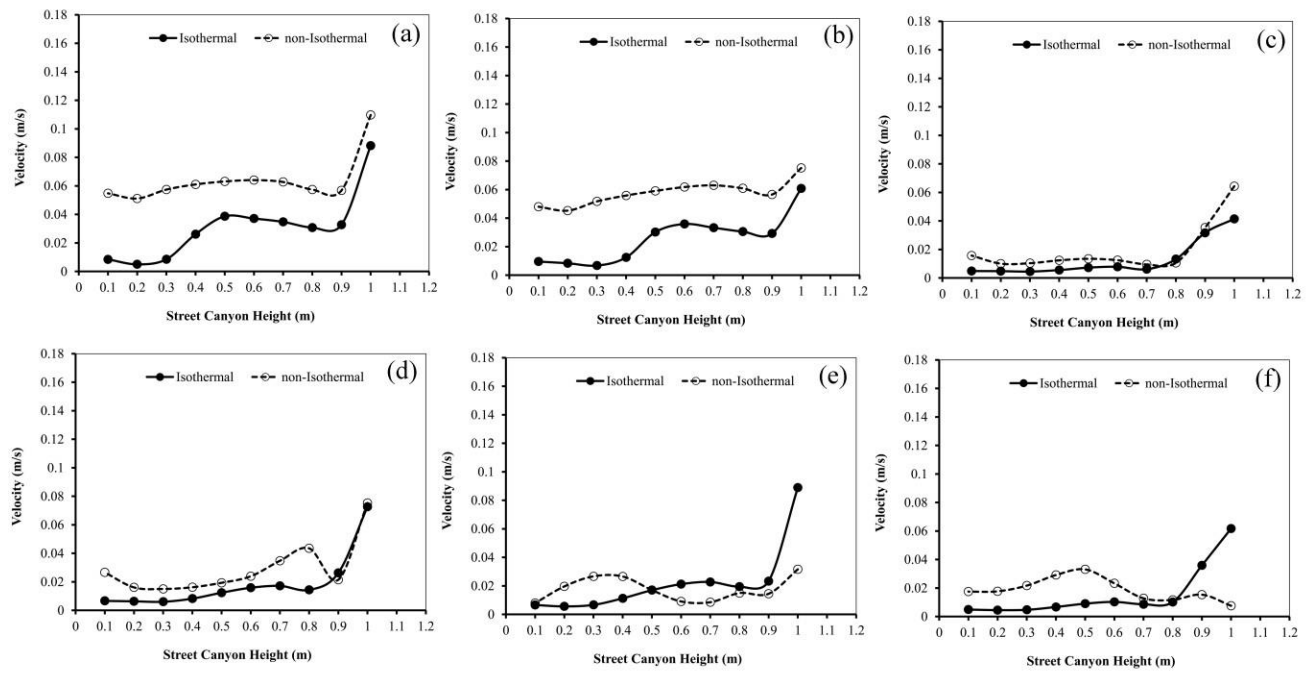 Isothermal non-Isothermal (a)
0.18
0.16
0.14
0.12
0.1
0.08
0.06
0.04
0.02
0
Velocity (m/s)
0 0.1 0.2 0.3 0.4 0.5 0.6 0.7 0.8 0.9 1 1.1 1.2
Street Canyon Height (m)
Isothermal non-Isothermal (b)
0.18
0.16
0.14
0.12
0.1
0.08
0.06
0.04
0.02
0
Velocity (m/s)
0 0.1 0.2 0.3 0.4 0.5 0.6 0.7 0.8 0.9 1 1.1 1.2
Street Canyon Height (m)
Isothermal non-Isothermal (c)
0.18
0.16
0.14
0.12
0.1
0.08
0.06
0.04
0.02
0
Velocity (m/s)
0 0.1 0.2 0.3 0.4 0.5 0.6 0.7 0.8 0.9 1 1.1 1.2
Street Canyon Height (m)
Isothermal non-Isothermal (d)
0.18
0.16
0.14
0.12
0.1
0.08
0.06
0.04
0.02
0
Velocity (m/s)
0 0.1 0.2 0.3 0.4 0.5 0.6 0.7 0.8 0.9 1 1.1 1.2
Street Canyon Height (m)
Isothermal non-Isothermal (e)
0.18
0.16
0.14
0.12
0.1
0.08
0.06
0.04
0.02
0
Velocity (m/s)
0 0.1 0.2 0.3 0.4 0.5 0.6 0.7 0.8 0.9 1 1.1 1.2
Street Canyon Height (m)
Isothermal non-Isothermal (f)
0.18
0.16
0.14
0.12
0.1
0.08
0.06
0.04
0.02
0
Velocity (m/s)
0 0.1 0.2 0.3 0.4 0.5 0.6 0.7 0.8 0.9 1 1.1 1.2
Street Canyon Height (m)